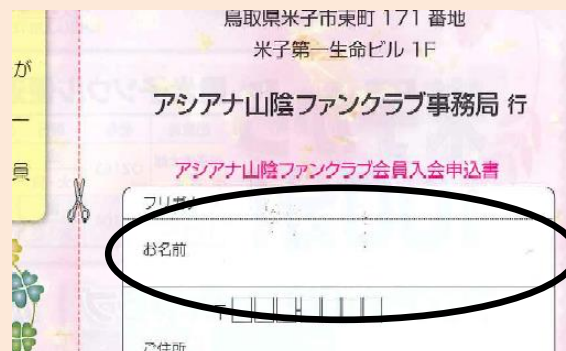 鳥取県米子市東町 171 番地
米子第一生命ビル 1F
が
アシアナ山陰ファンクラブ事務局 行
ー
員
アシアナ山陰ファンクラブ会員入会申込書
フリガナ
お名前
〒
ご住所